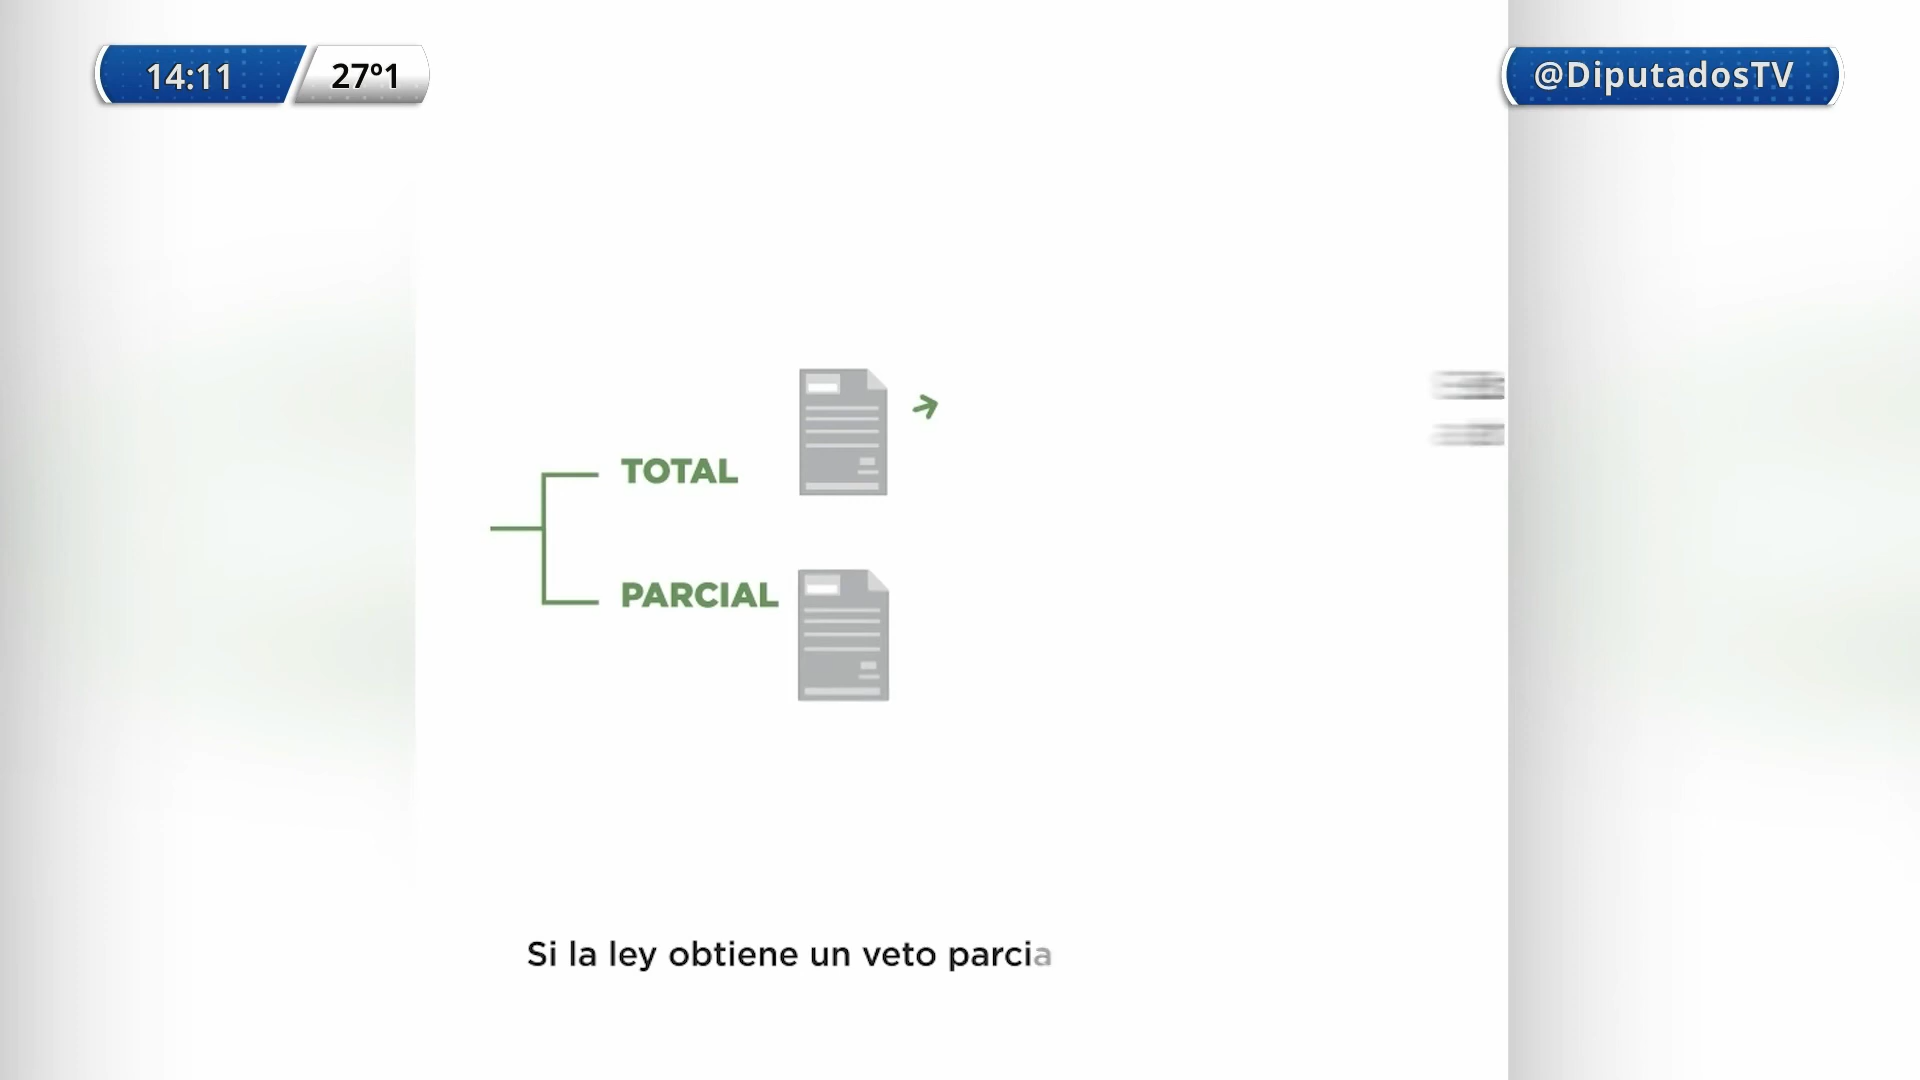 14:11 27º1
@DiputadosTV
TOTAL
PARCIAL
Si la ley obtiene un veto parcia